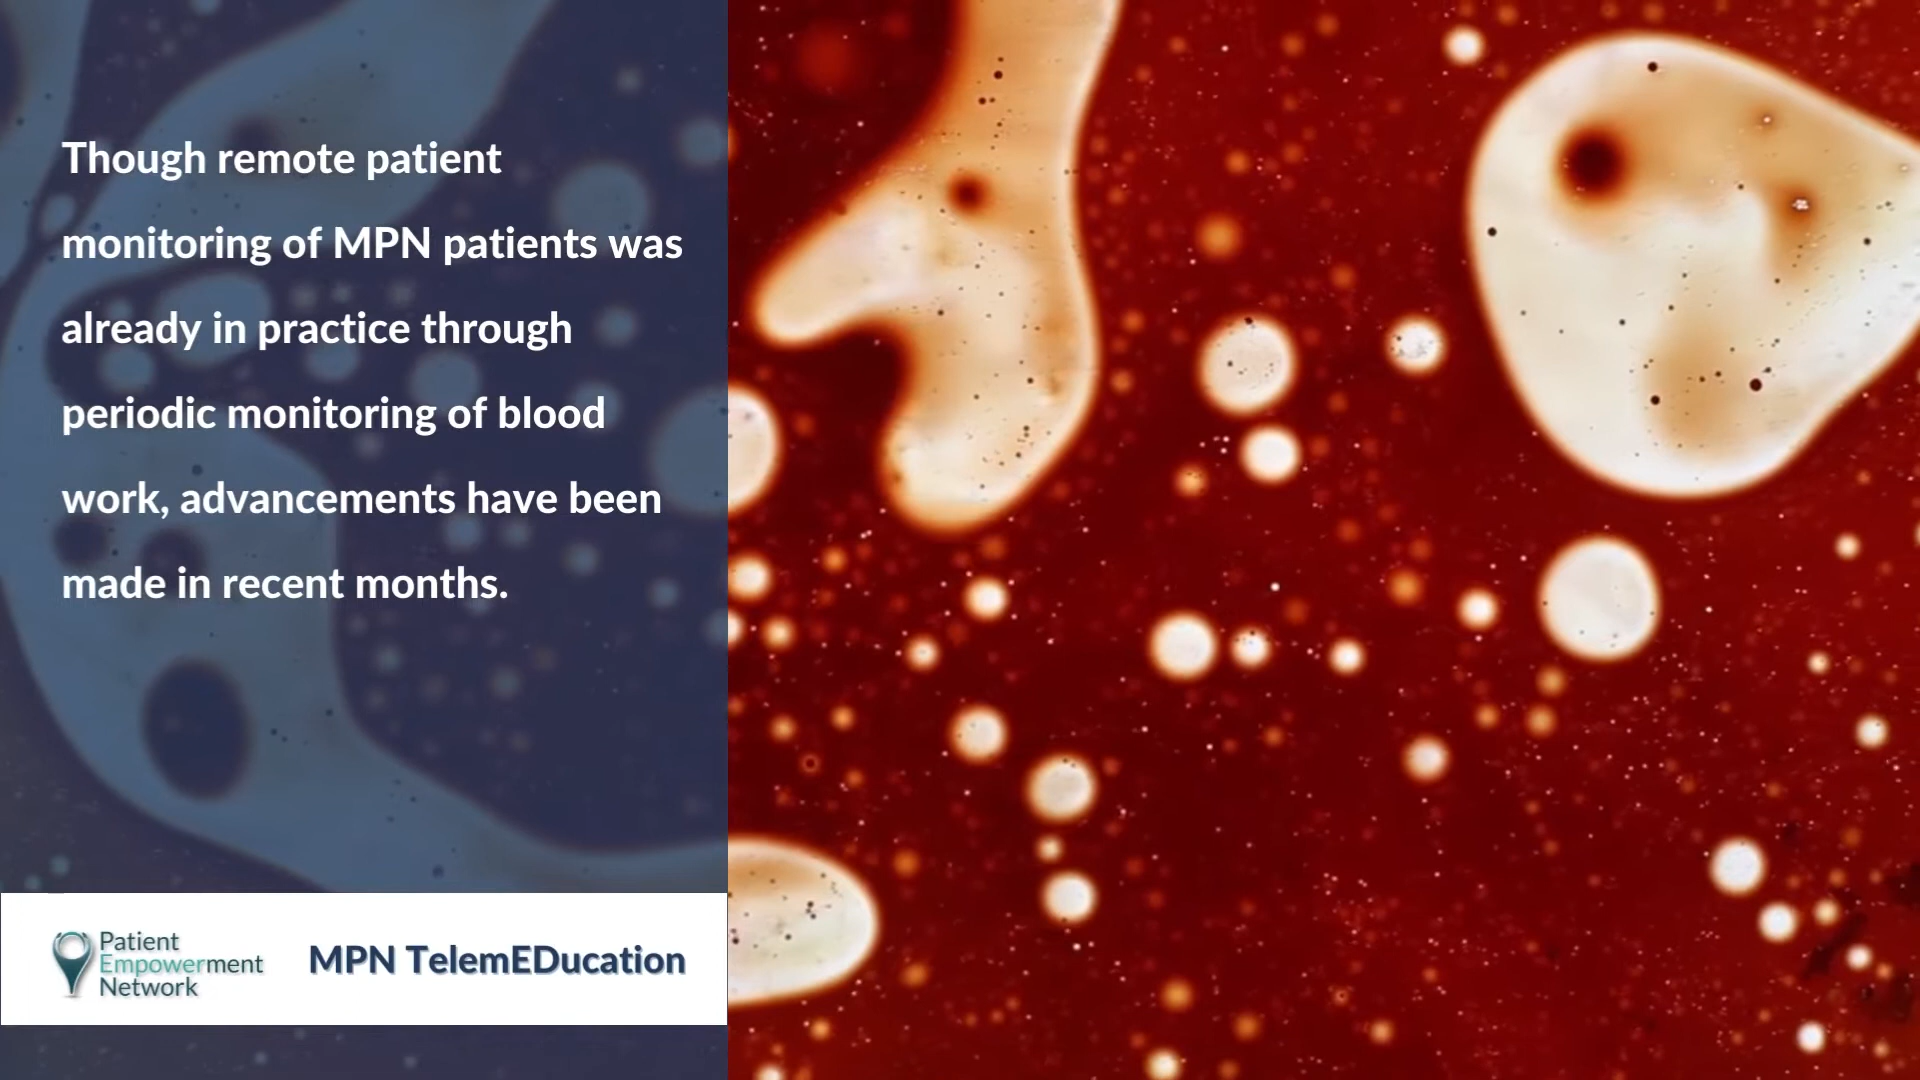 Though remote patient
monitoring of MPN patients was
already in practice through
periodic monitoring of blood
work, advancements have been
made in recent months.
Patient
Empowerment
Network
MPN TelemEDucation